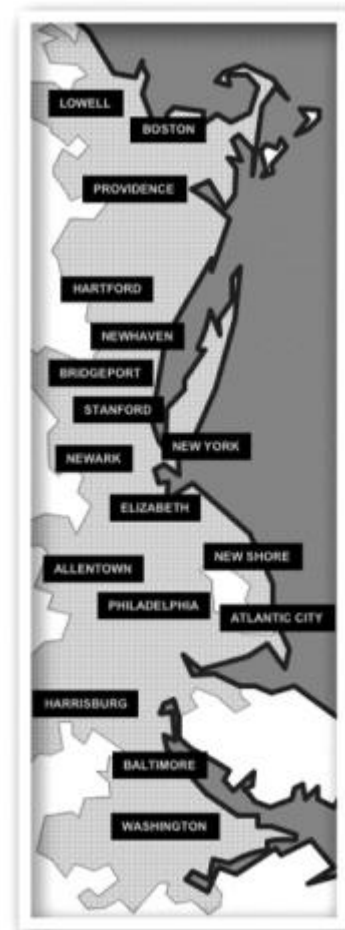 LOWELL
BOSTON
PROVIDENCE
HARTFORD
NEWHAVEN
BRIDGEPORT
STANFORD
NEW YORK
NEWARK
ELIZABETH
NEW SHORE
ALLENTOWN
PHILADELPHIA
ATLANTIC CITY
HARRISBURG
BALTIMORE
WASHINGTON